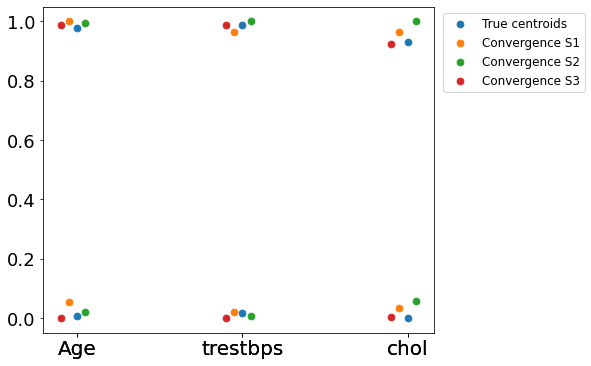 1.0
0.8
0.6
0.4
0.2
0.0
Age trestbps chol
True centroids
Convergence S1
Convergence S2
Convergence S3